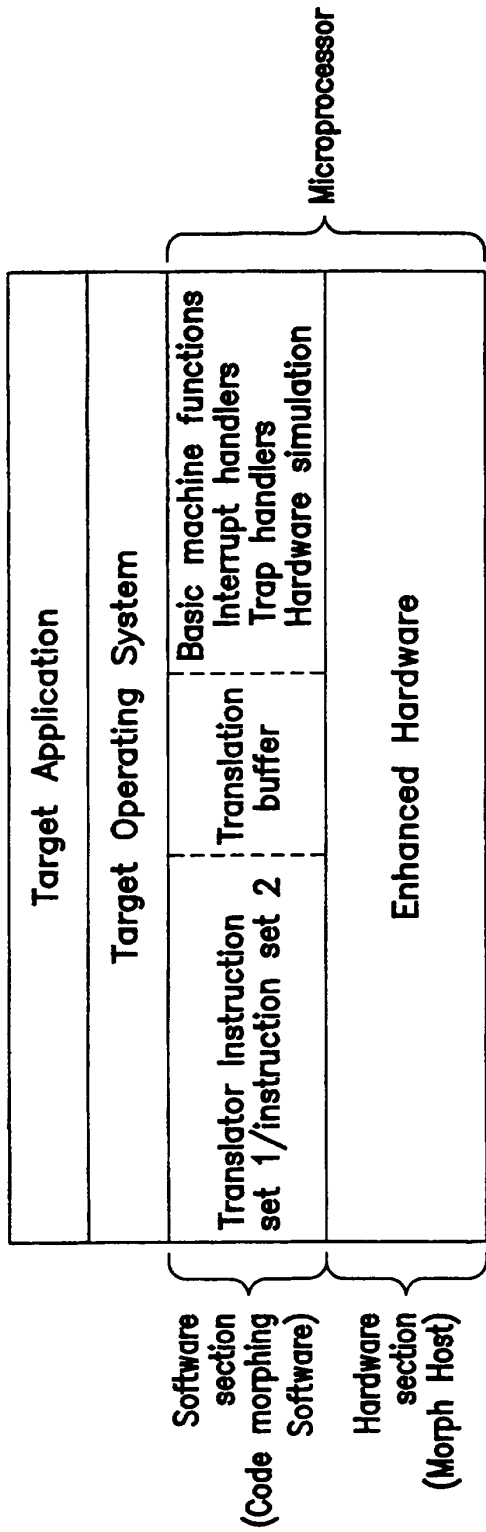 Target Application
Target Operating System
Software
section
(Code morphing
Software)
Translator Instruction
set 1/instruction set 2
Translation
buffer
Basic machine functions
Interrupt handlers
Trap handlers
Hardware simulation
Microprocessor
Hardware
section
(Morph Host)
Enhanced Hardware